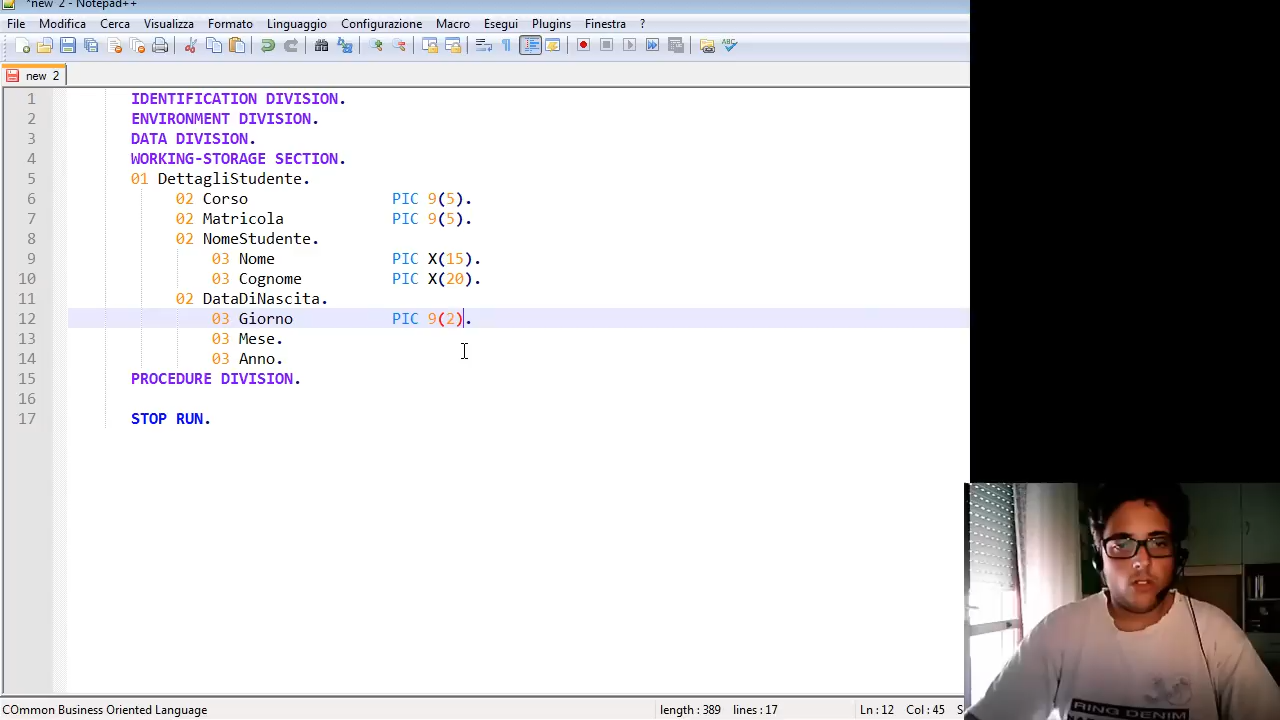 *new 2 - Notepad++
File Modifica Cerca Visualizza Formato Linguaggio Configurazione Macro Esegui Plugins Finestra ?
new 2
1 IDENTIFICATION DIVISION.
2 ENVIRONMENT DIVISION.
3 DATA DIVISION.
4 WORKING-STORAGE SECTION.
5 01 DettagliStudente.
6 02 Corso PIC 9(5).
7 02 Matricola PIC 9(5).
8 02 NomeStudente.
9 03 Nome PIC X(15).
10 03 Cognome PIC X(20).
11 02 DataDiNascita.
12 03 Giorno PIC 9(2).
13 03 Mese.
14 03 Anno.
15 PROCEDURE DIVISION.
16
17 STOP RUN.
COmmon Business Oriented Language length : 389 lines : 17 Ln : 12 Col : 45 S
RING DENIM